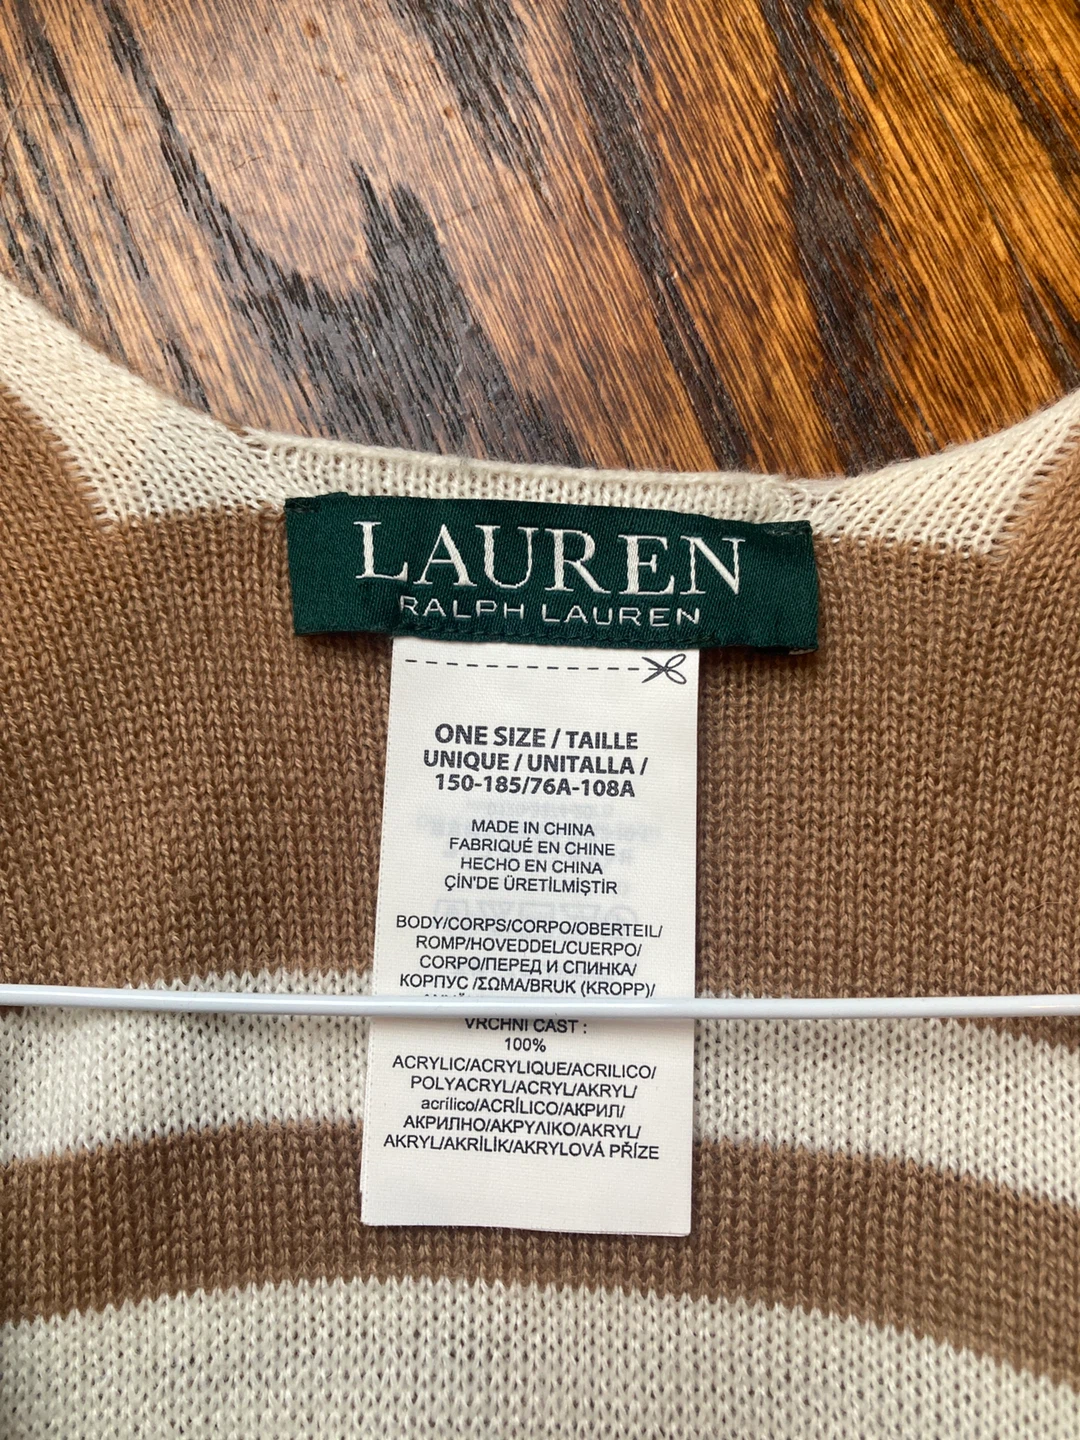 LAUREN
RALPH LAUREN
ONE SIZE / TAILLE
UNIQUE / UNITALLA /
150-185/76A-108A
MADE IN CHINA
FABRIQUÉ EN CHINE
HECHO EN CHINA
ÇİN'DE ÜRETİLMİŞTİR
BODY/CORPS/CORPO/OBERTEIL/
ROMP/HOVEDDEL/CUERPO/
CORPO/ПЕРЕД И СПИНКА/
КОРПУС /ΣΩΜΑ/BRUK (KROPP)/
VRCHNÍ CAST :
100%
ACRYLIC/ACRYLIQUE/ACRILICO/
POLYACRYL/ACRYL/AKRYL/
acrílico/ACRÍLICO/АКРИЛ/
АКРИЛНО/ΑΚΡΥΛΙΚΟ/AKRYL/
AKRYL/AKRİLİK/AKRYLOVÁ PŘÍZE